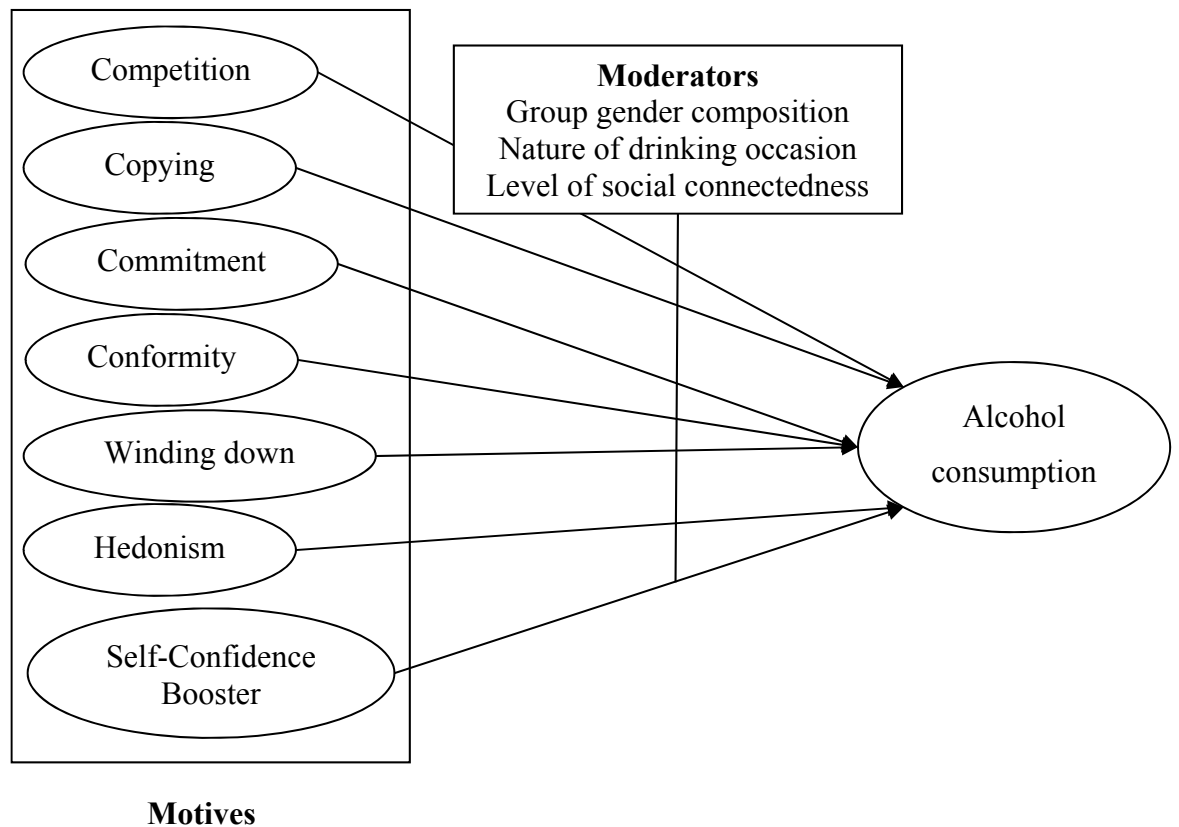 Competition
Copying
Commitment
Conformity
Winding down
Hedonism
Self-Confidence
Booster
Motives
Moderators
Group gender composition
Nature of drinking occasion
Level of social connectedness
Alcohol
consumption